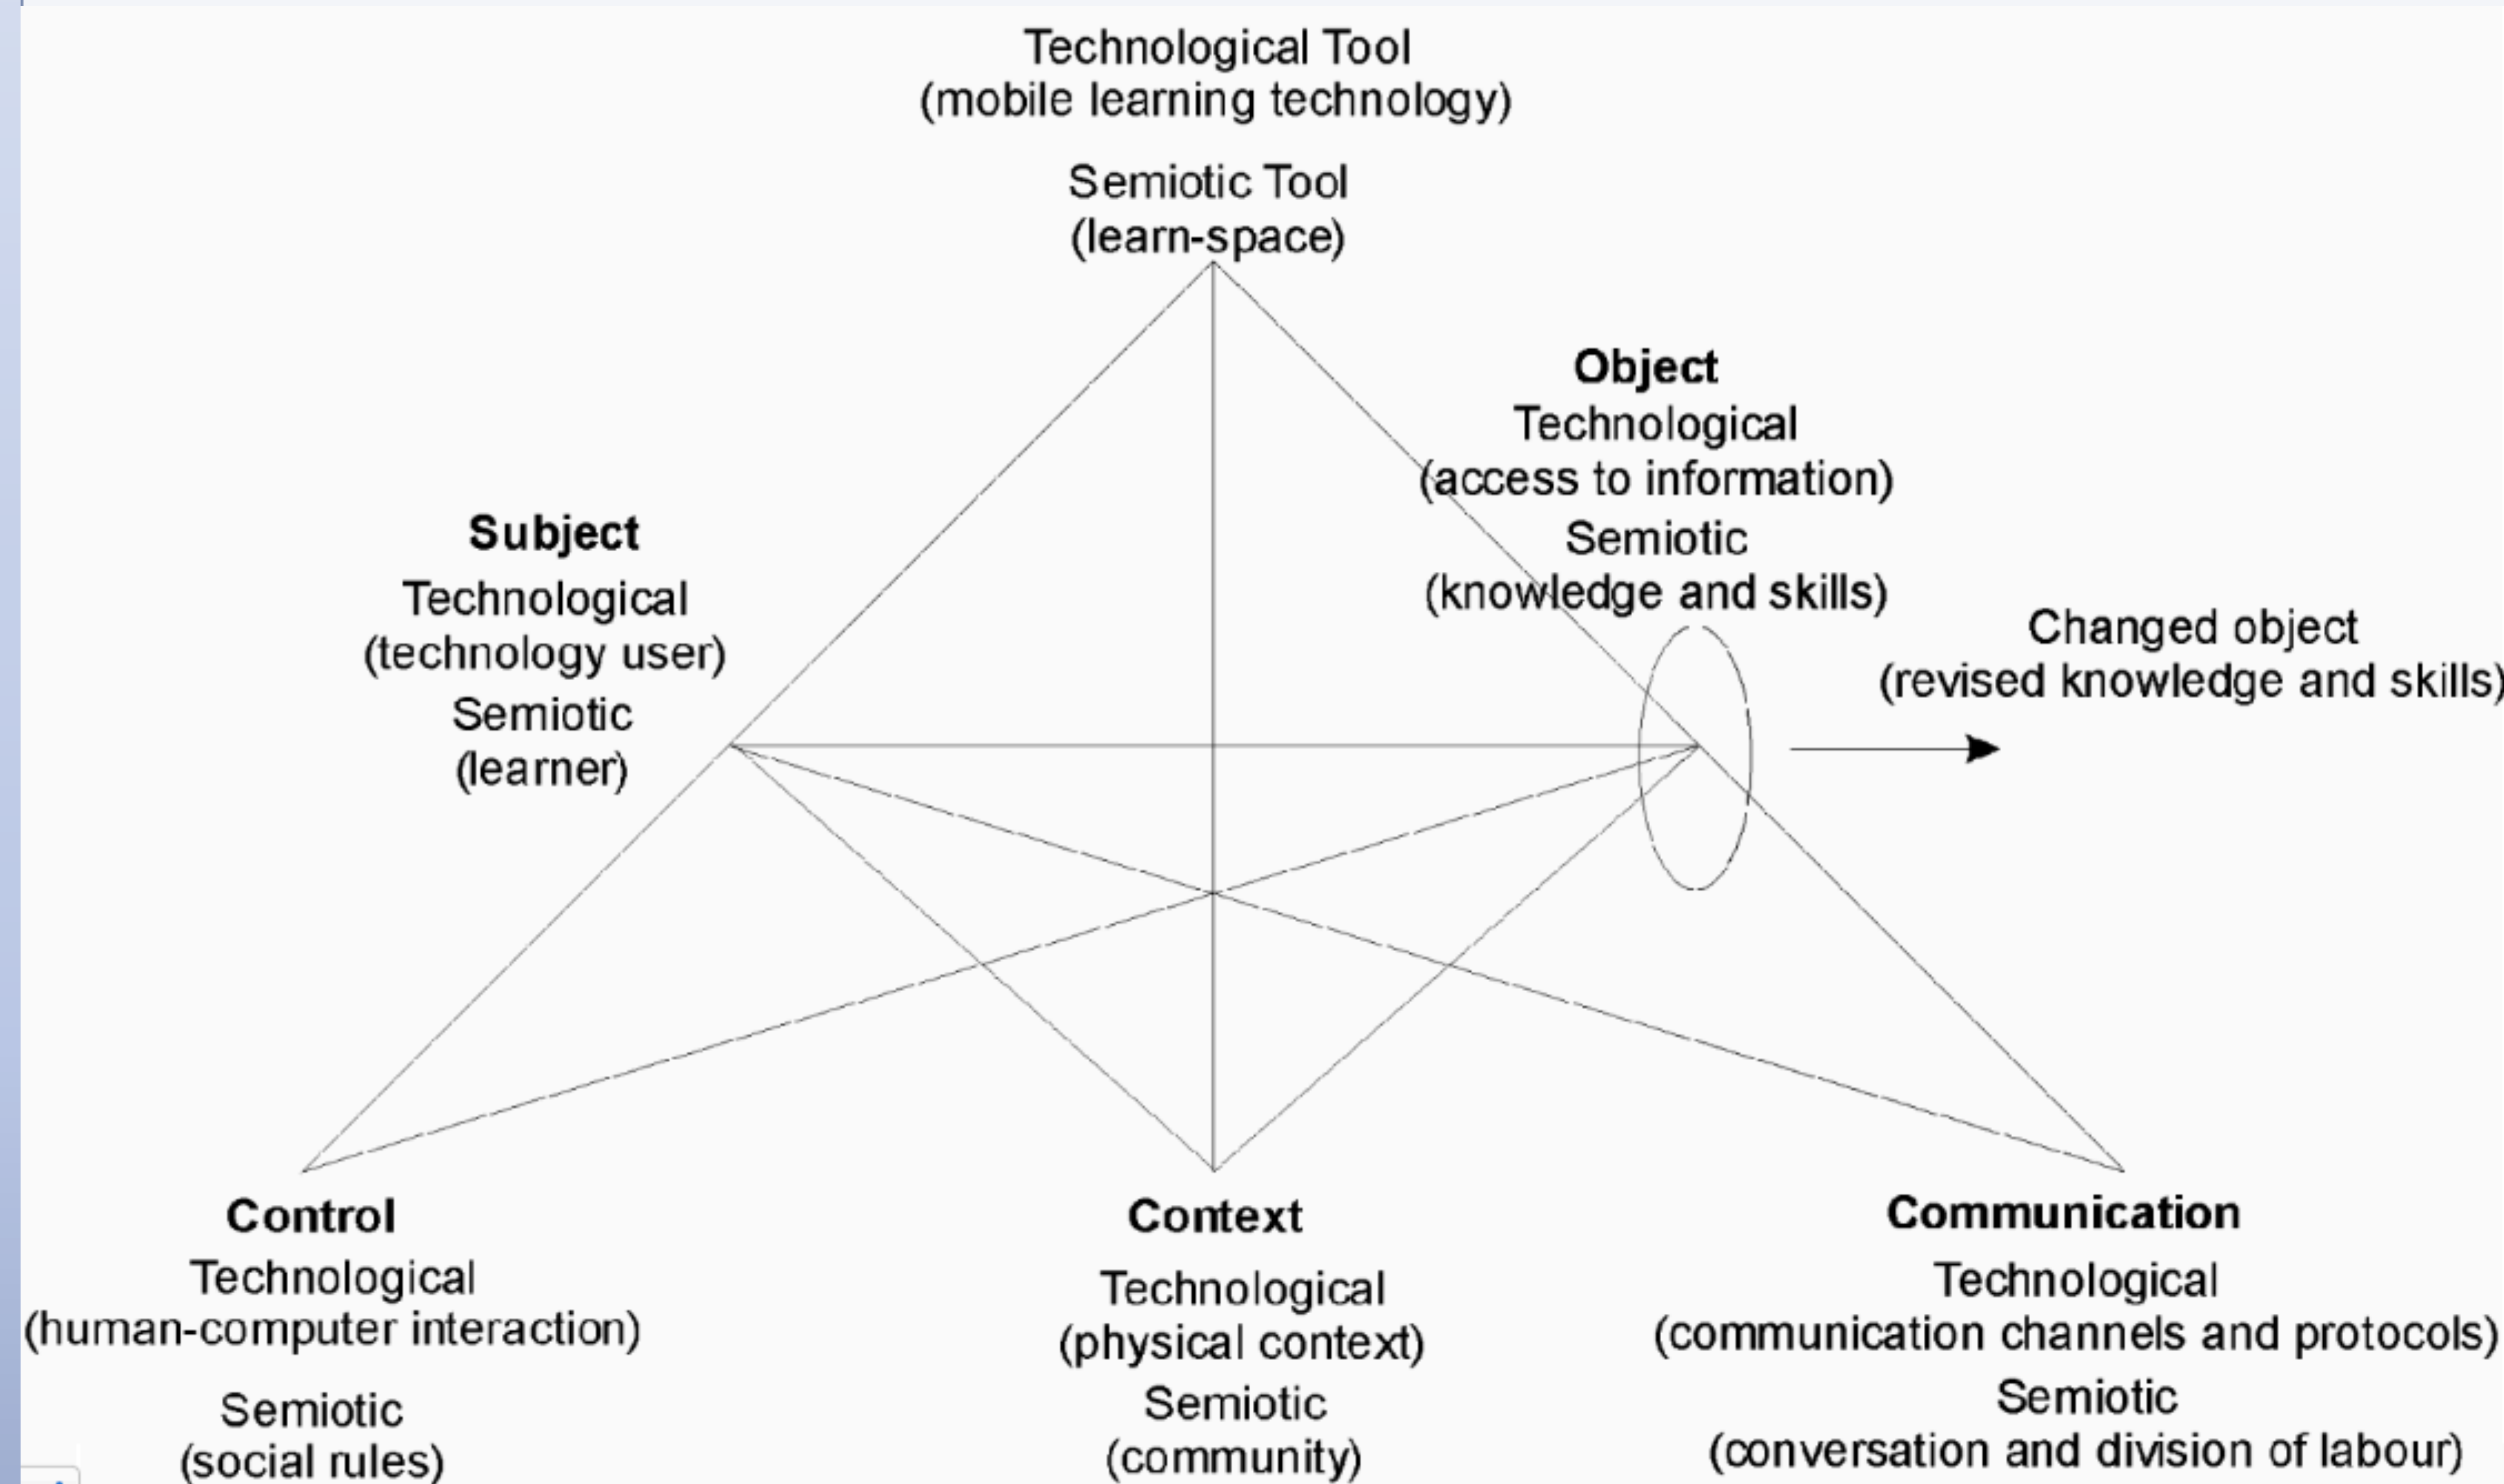 Technological Tool
(mobile learning technology)
Semiotic Tool
(learn-space)
Object
Technological
(access to information)
Semiotic
(knowledge and skills)
Subject
Technological
(technology user)
Semiotic
(learner)
Changed object
(revised knowledge and skills)
Control
Technological
(human-computer interaction)
Semiotic
(social rules)
Context
Technological
(physical context)
Semiotic
(community)
Communication
Technological
(communication channels and protocols)
Semiotic
(conversation and division of labour)